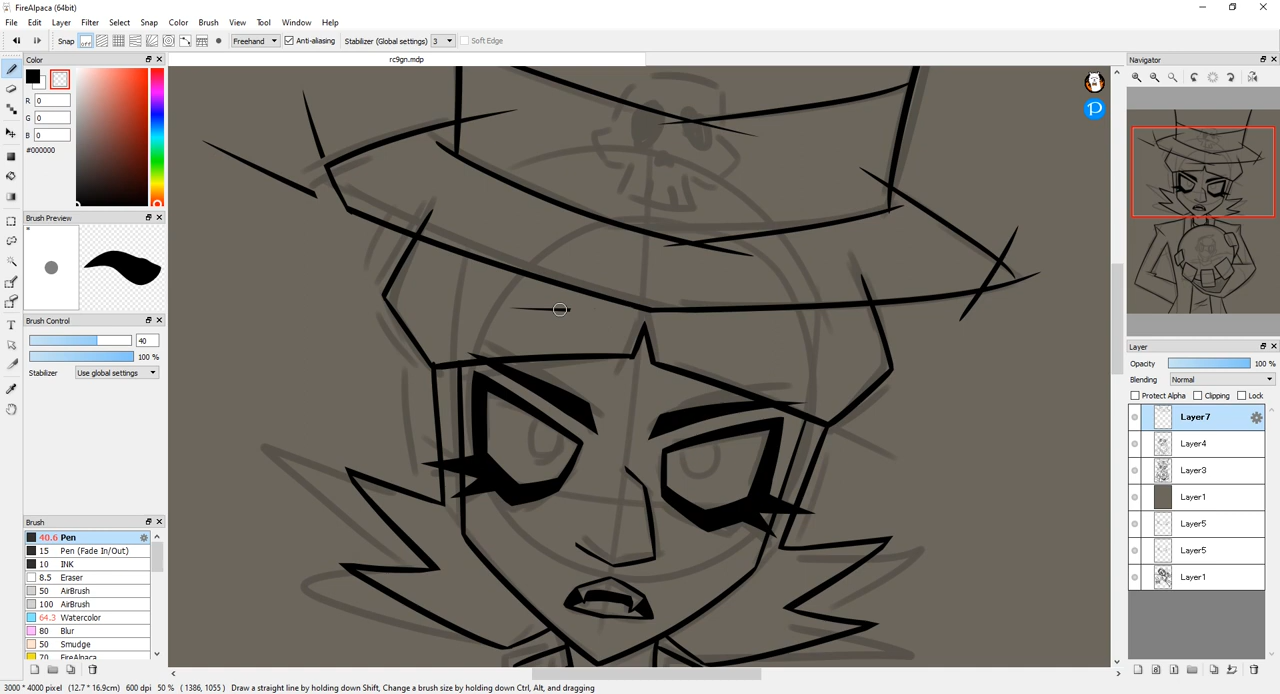 FireAlpaca (64bit)
File Edit Layer Filter Select Snap Color Brush View Tool Window Help
Snap OFF Freehand Anti-aliasing Stabilizer (Global settings) 3 Soft Edge
Color
rc9gn.mdp
Navigator
R 0
G 0
B 0
#000000
Brush Preview
Brush Control
40
100 %
Stabilizer Use global settings
Layer
Opacity 100 %
Blending Normal
Protect Alpha Clipping Lock
Layer7
Layer4
Layer3
Layer1
Layer5
Layer5
Layer1
Brush
40.6 Pen
15 Pen (Fade In/Out)
10 INK
8.5 Eraser
50 AirBrush
100 AirBrush
64.3 Watercolor
80 Blur
50 Smudge
70 FireAlpaca
3000 * 4000 pixel (12.7 * 16.9cm) 600 dpi 50 % ( 1386, 1055 ) Draw a straight line by holding down Shift, Change a brush size by holding down Ctrl, Alt, and dragging